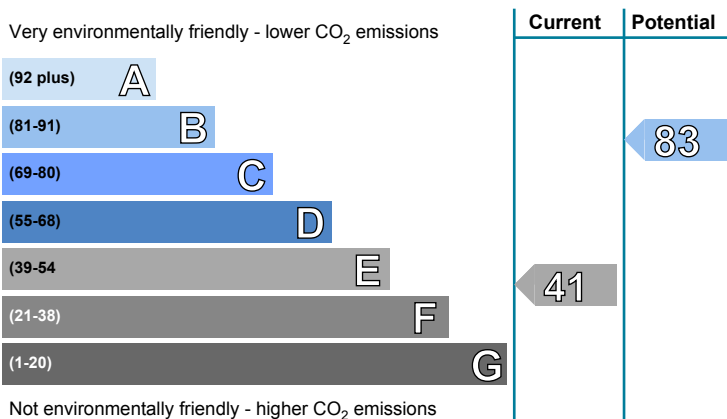 Current Potential
Very environmentally friendly - lower CO2 emissions
(92 plus) A
(81-91) B
83
(69-80) C
(55-68) D
(39-54 E
41
(21-38) F
(1-20) G
Not environmentally friendly - higher CO2 emissions